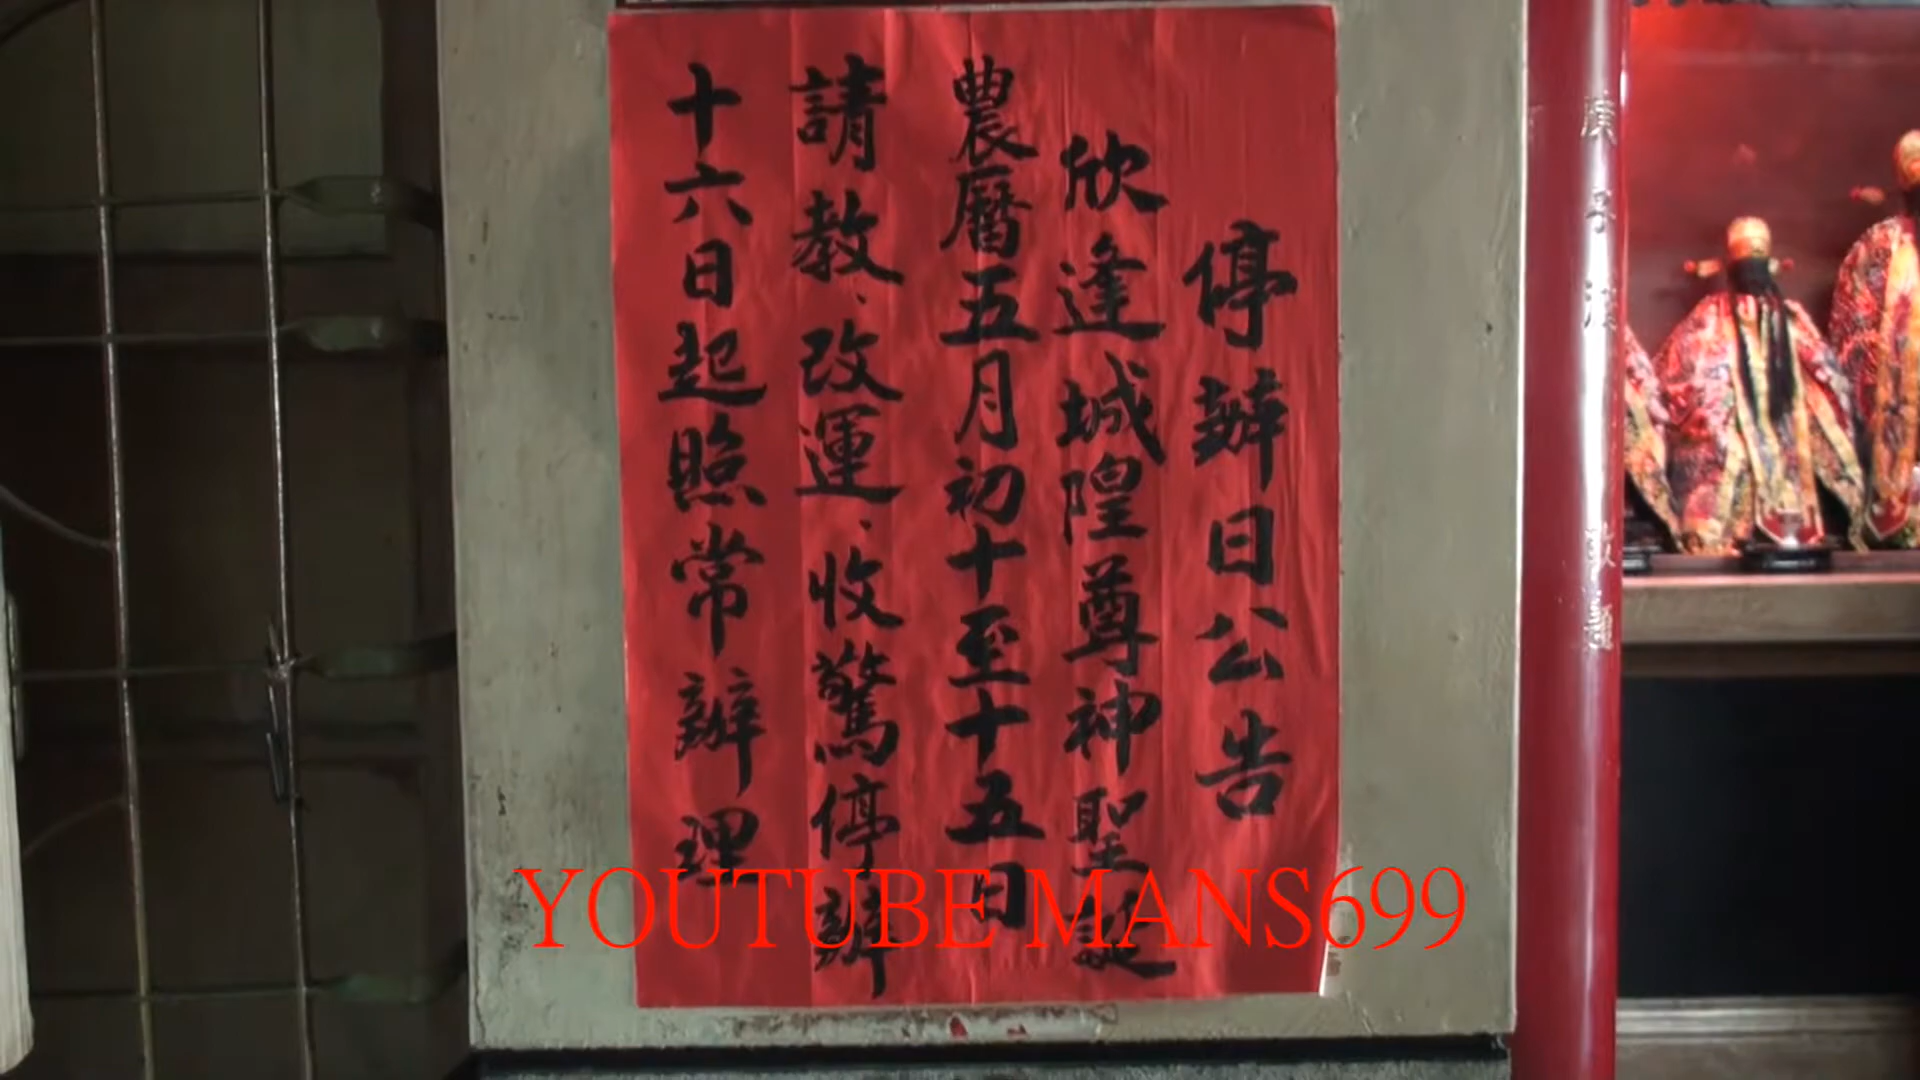 停辦日公告
欣逢城隍尊神聖誕
農曆五月初十至十五日
請教、改運、收驚停辦
十六日起照常辦理
YOUTUBE MANS699